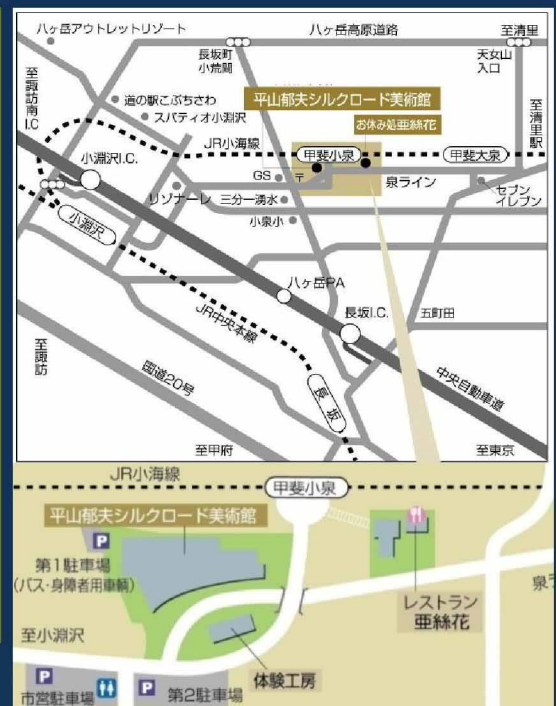 八ヶ岳アウトレットリゾート
八ヶ岳高原道路
至清里
長坂町
小荒間
天女山
入口
至諏訪南I.C
道の駅こぶちさわ
スパティオ小淵沢
平山郁夫シルクロード美術館
お休み処亜絲花
至清里駅
小淵沢I.C.
JR小海線
甲斐小泉
甲斐大泉
GS
〒
泉ライン
リゾナーレ
三分一湧水
セブン
イレブン
小淵沢
小泉小
八ヶ岳PA
JR中央本線
長坂I.C.
五町田
至諏訪
国道20号
長坂
中央自動車道
至甲府
至東京
JR小海線
甲斐小泉
平山郁夫シルクロード美術館
P
第1駐車場
(バス・身障者用車輌)
レストラン
亜絲花
泉ラ
至小淵沢
体験工房
P
市営駐車場
P
第2駐車場